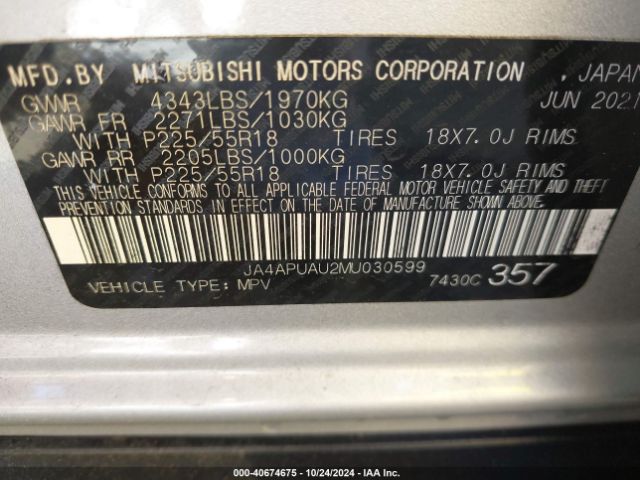 MFD.BY MITSUBISHI MOTORS CORPORATION , JAPAN
GVWR 4343LBS/1970KG JUN 2021
GAWR FR 2271LBS/1030KG
WITH P225/55R18 TIRES 18X7.0J RIMS
GAWR RR 2205LBS/1000KG
WITH P225/55R18 TIRES 18X7.0J RIMS
THIS VEHICLE CONFORMS TO ALL APPLICABLE FEDERAL MOTOR VEHICLE SAFETY AND THEFT
PREVENTION STANDARDS IN EFFECT ON THE DATE OF MANUFACTURE SHOWN ABOVE.
JA4APUAU2MU030599
VEHICLE TYPE: MPV 7430C 357
000-40674675 | 10/24/2024 | IAA Inc.